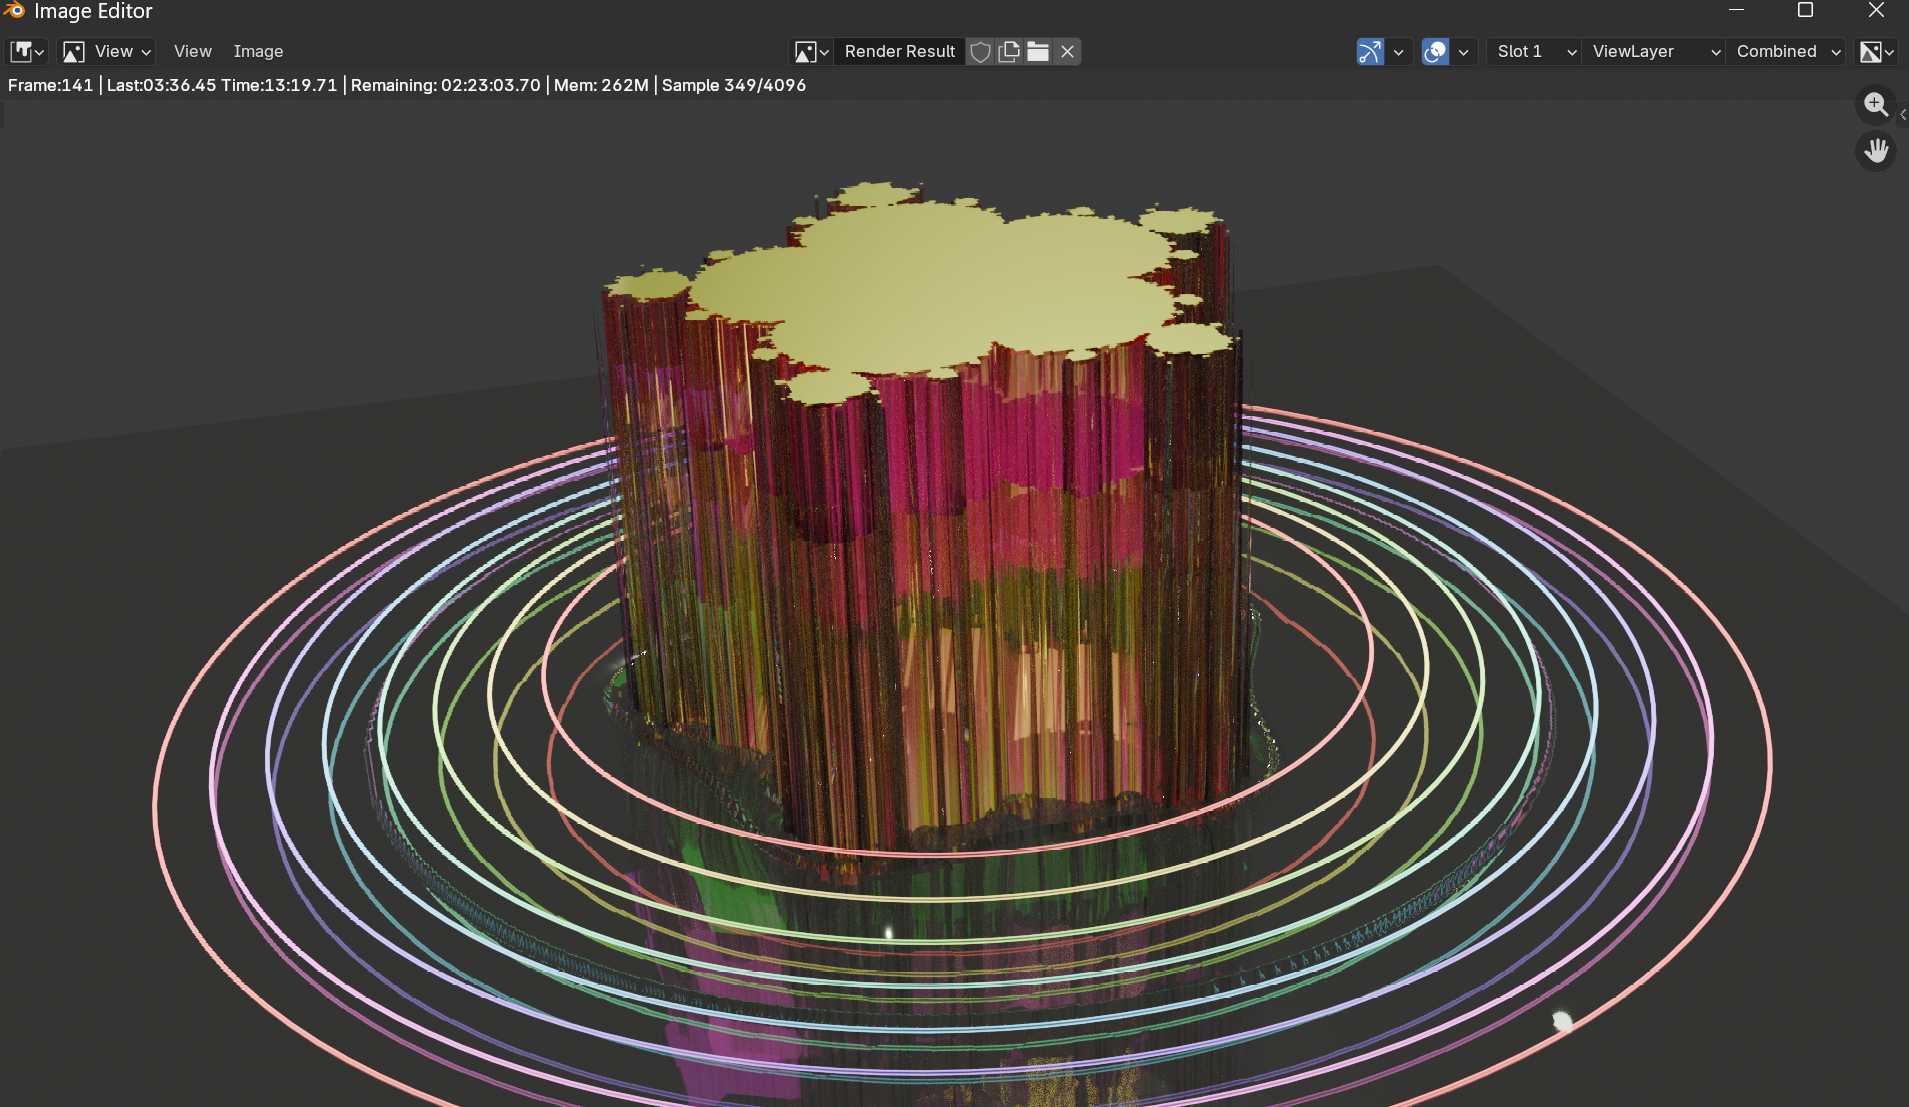 Image Editor
View View Image Render Result Slot 1 ViewLayer Combined
Frame:141 | Last:03:36.45 Time:13:19.71 | Remaining: 02:23:03.70 | Mem: 262M | Sample 349/4096